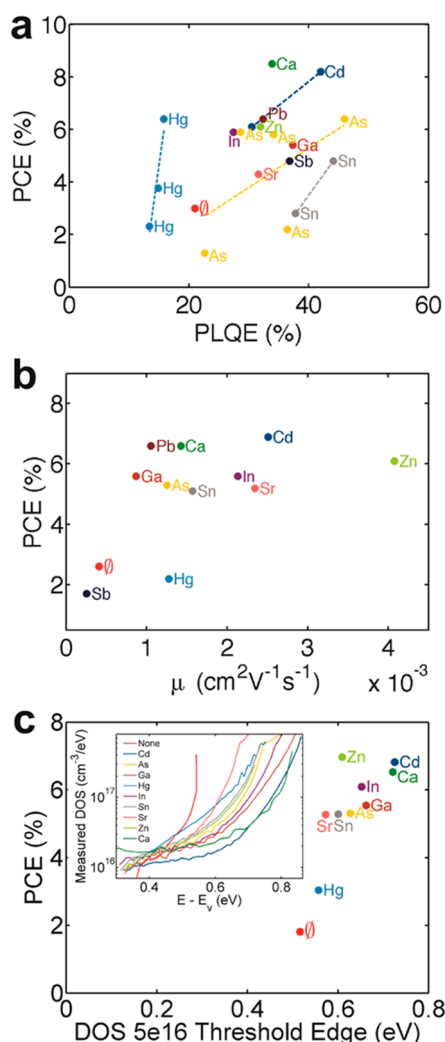 a
10
8
6
4
2
0
PCE (%)
Ca
Cd
Hg
Pb
Zn
In
As
As
As
Ga
Sb
Sn
Sr
Hg
∅
Sn
Hg
As
As
0 20 40 60
PLQE (%)
b
8
6
4
2
PCE (%)
Cd
Pb Ca
Zn
Ga
In
As
Sn
Sr
∅
Hg
Sb
0 1 2 3 4
μ (cm²V⁻¹s⁻¹) x 10⁻³
c
8
6
4
2
0
PCE (%)
Measured DOS (cm⁻³/eV)
10¹⁷
10¹⁶
None
Cd
As
Ga
Hg
In
Sn
Sr
Zn
Ca
0.4 0.6 0.8
E - Eᵥ (eV)
Zn
Cd
Ca
In
Ga
Sr Sn As
Hg
∅
0 0.2 0.4 0.6 0.8
DOS 5e16 Threshold Edge (eV)